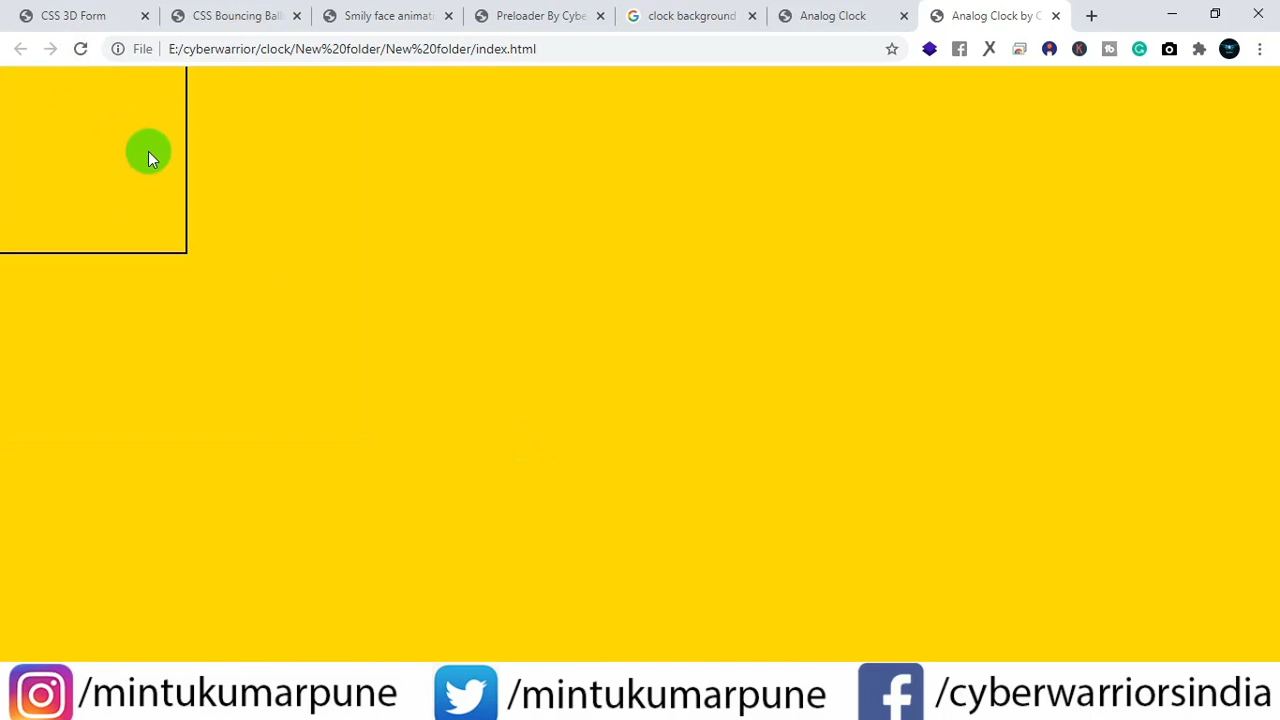 CSS 3D Form
CSS Bouncing Ball
Smily face animati
Preloader By Cybe
clock background
Analog Clock
Analog Clock by C
File
E:/cyberwarrior/clock/New%20folder/New%20folder/index.html
/mintukumarpune
/mintukumarpune
/cyberwarriorsindia